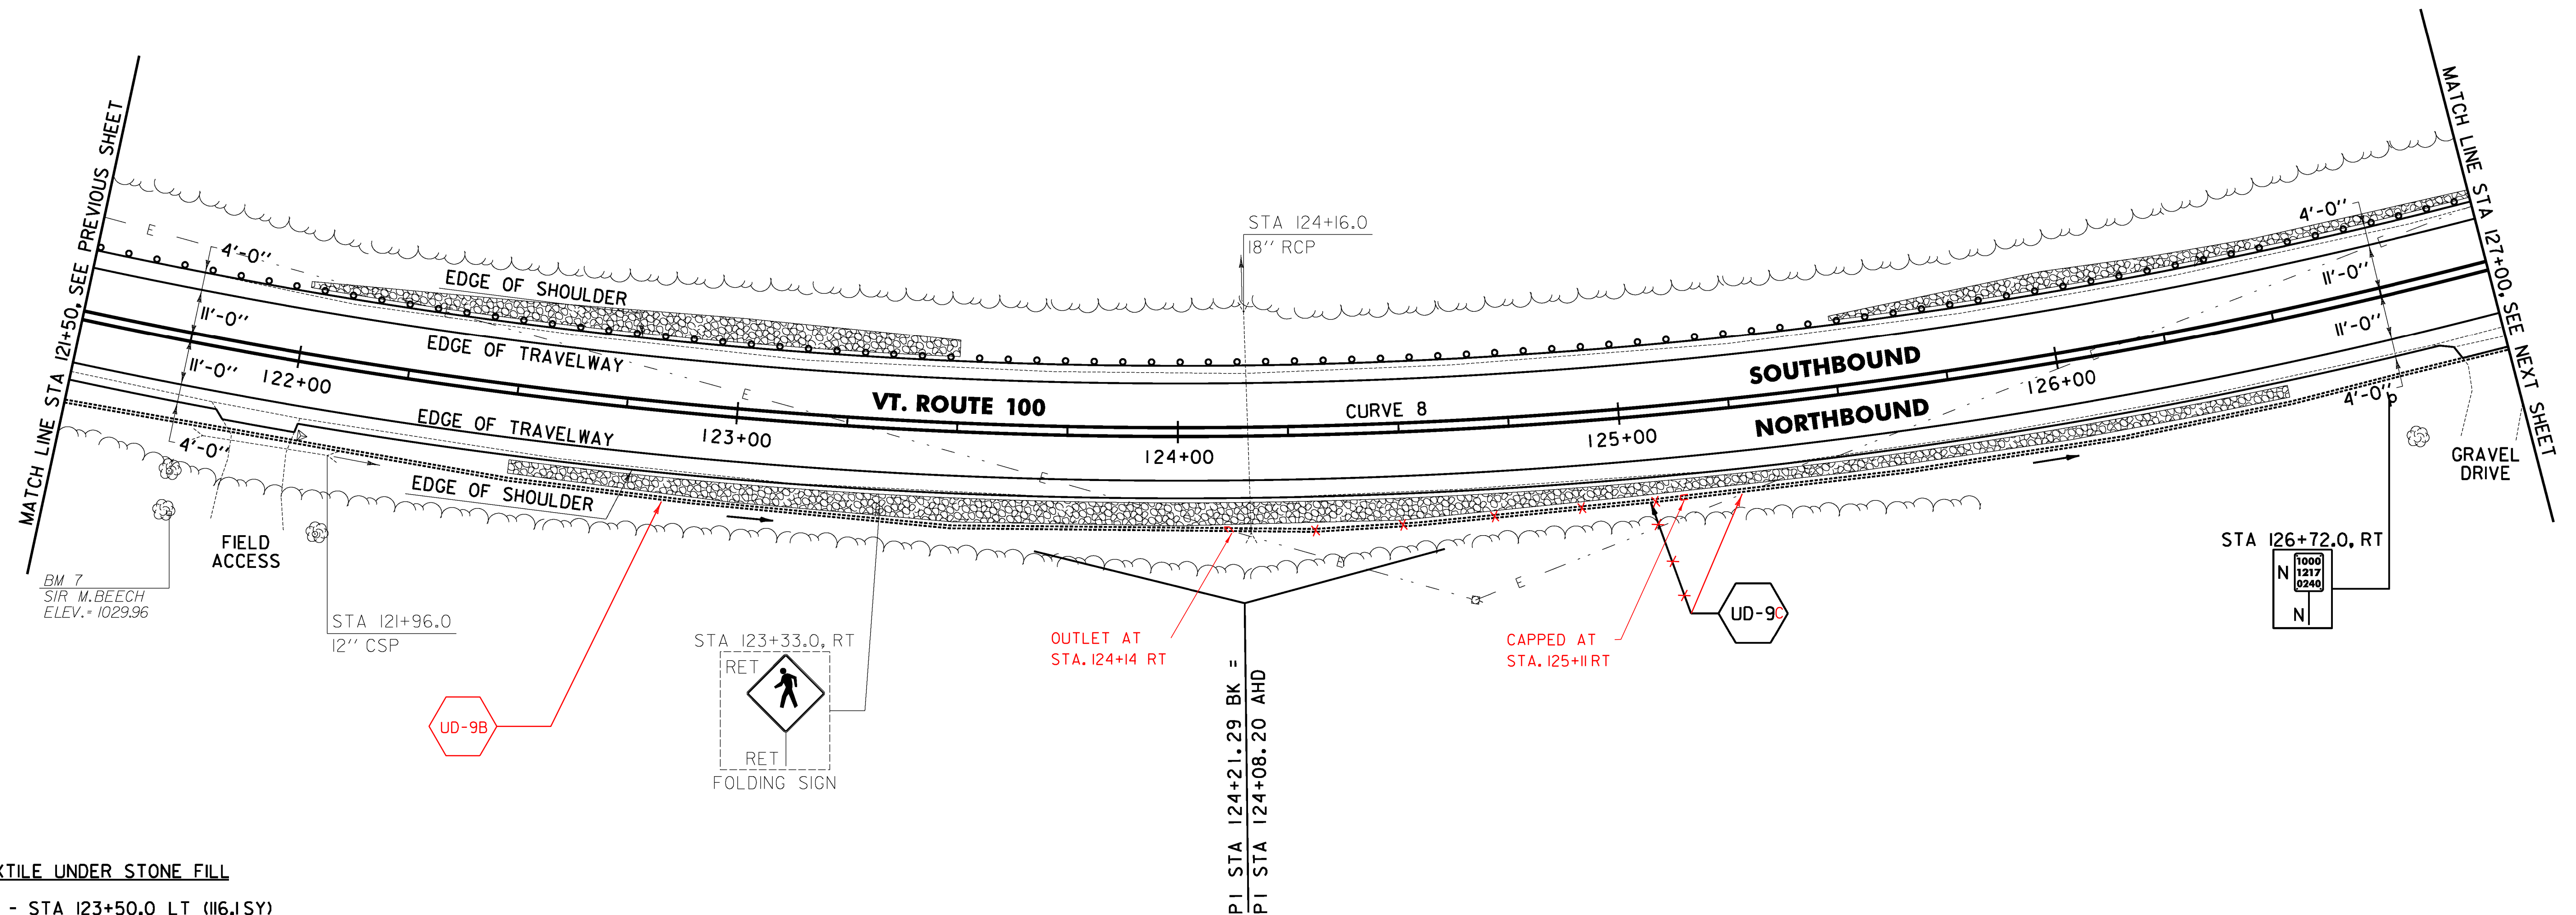 MATCH LINE STA 121+50, SEE PREVIOUS SHEET
MATCH LINE STA 127+00, SEE NEXT SHEET
STA 124+16.0
18'' RCP
E
4'-0''
11'-0''
11'-0''
4'-0''
EDGE OF SHOULDER
EDGE OF TRAVELWAY
122+00
EDGE OF TRAVELWAY
EDGE OF SHOULDER
123+00
E
VT. ROUTE 100
124+00
CURVE 8
125+00
SOUTHBOUND
NORTHBOUND
126+00
E
E
4'-0''
11'-0''
11'-0''
4'-0''
E
E
GRAVEL
DRIVE
FIELD
ACCESS
BM 7
SIR M.BEECH
ELEV.= 1029.96
STA 121+96.0
12'' CSP
UD-9B
STA 123+33.0, RT
RET
RET
FOLDING SIGN
OUTLET AT
STA. 124+14 RT
PI STA 124+21.29 BK =
PI STA 124+08.20 AHD
CAPPED AT
STA. 125+11 RT
UD-9C
STA 126+72.0, RT
N
1000
1217
0240
N
XTILE UNDER STONE FILL
- STA 123+50.0 LT (116.1SY)